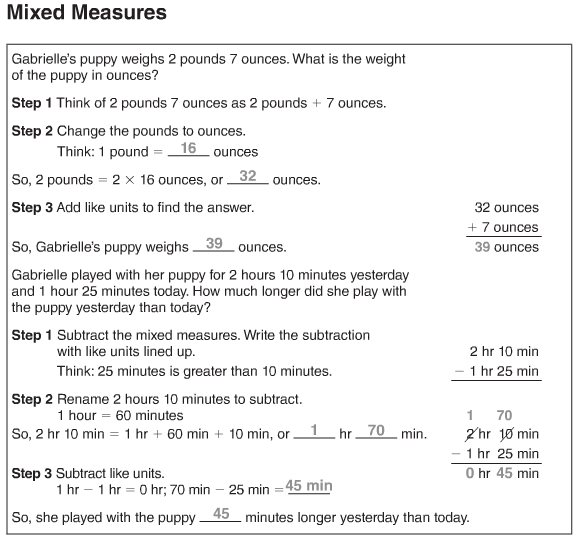 Mixed Measures
Gabrielle's puppy weighs 2 pounds 7 ounces. What is the weight
of the puppy in ounces?
Step 1 Think of 2 pounds 7 ounces as 2 pounds + 7 ounces.
Step 2 Change the pounds to ounces.
Think: 1 pound = 16 ounces
So, 2 pounds = 2 × 16 ounces, or 32 ounces.
Step 3 Add like units to find the answer.
32 ounces
+ 7 ounces
So, Gabrielle's puppy weighs 39 ounces.
39 ounces
Gabrielle played with her puppy for 2 hours 10 minutes yesterday
and 1 hour 25 minutes today. How much longer did she play with
the puppy yesterday than today?
Step 1 Subtract the mixed measures. Write the subtraction
with like units lined up.
Think: 25 minutes is greater than 10 minutes.
2 hr 10 min
− 1 hr 25 min
Step 2 Rename 2 hours 10 minutes to subtract.
1 hour = 60 minutes
So, 2 hr 10 min = 1 hr + 60 min + 10 min, or 1 hr 70 min.
1 70
2 hr 10 min
− 1 hr 25 min
0 hr 45 min
Step 3 Subtract like units.
1 hr − 1 hr = 0 hr; 70 min − 25 min = 45 min
So, she played with the puppy 45 minutes longer yesterday than today.